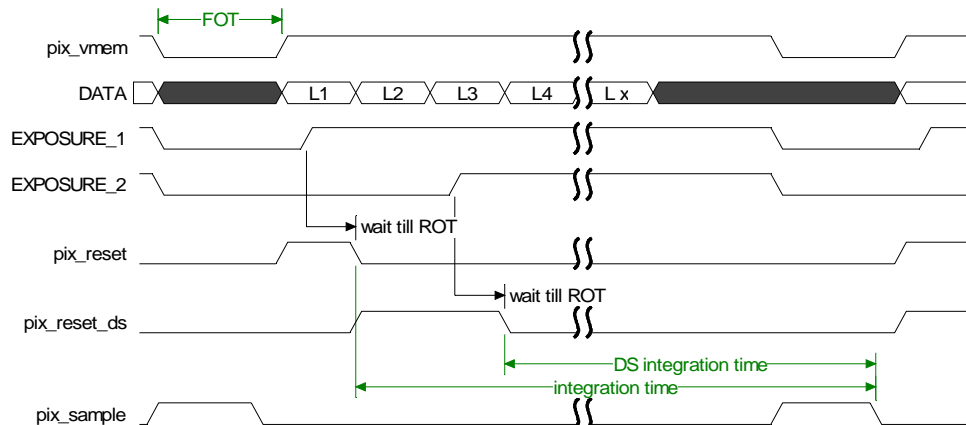 FOT
pix_vmem
DATA L1 L2 L3 L4 L x
EXPOSURE_1
EXPOSURE_2
wait till ROT
pix_reset
wait till ROT
pix_reset_ds
DS integration time
integration time
pix_sample